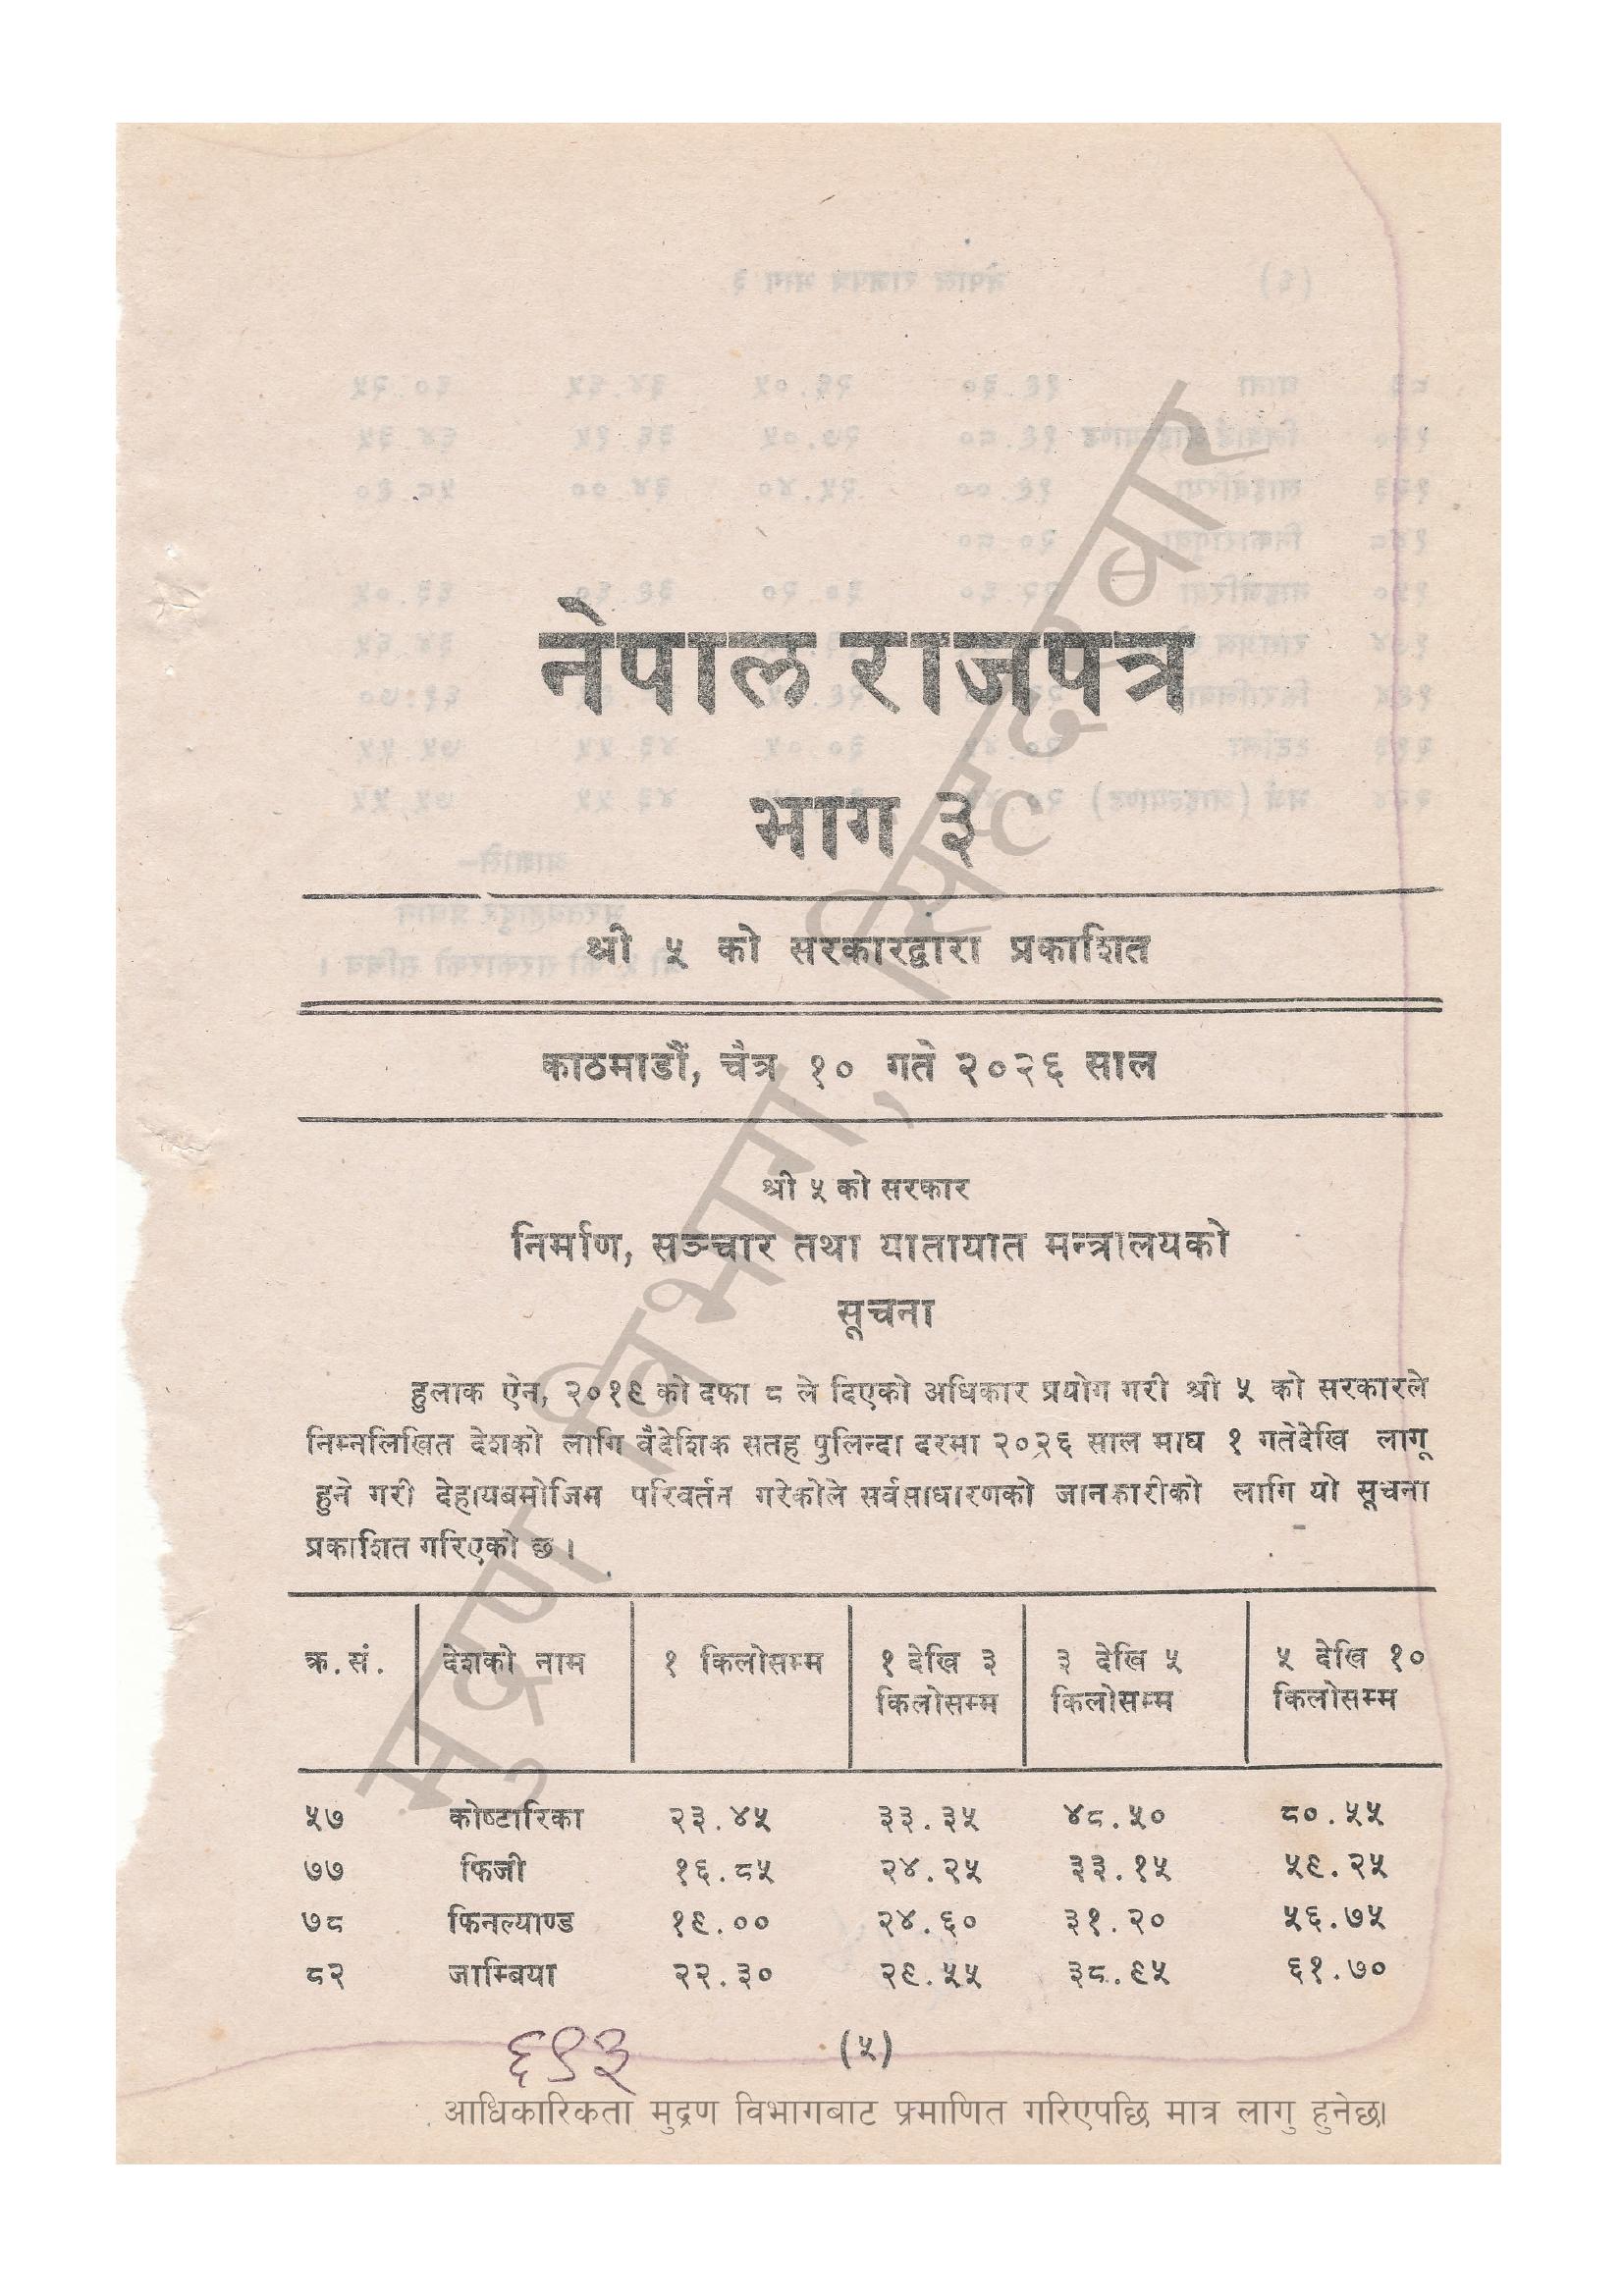 नेपाल राजपत्र
भाग ३
श्री ५ को सरकारद्वारा प्रकाशित
काठमाडौं, चैत्र १० गते २०२६ साल
श्री ५ को सरकार
निर्माण, सञ्चार तथा यातायात मन्त्रालयको
सूचना
हुलाक ऐन, २०१९ को दफा ८ ले दिएको अधिकार प्रयोग गरी श्री ५ को सरकारले
निम्नलिखित देशको लागि वैदेशिक सतह पुलिन्दा दरमा २०२६ साल माघ १ गतेदेखि लागू
हुने गरी देहायबमोजिम परिवर्तन गरेकोले सर्वसाधारणको जानकारीको लागि यो सूचना
प्रकाशित गरिएको छ ।
क्र.सं. देशको नाम १ किलोसम्म १ देखि ३ किलोसम्म ३ देखि ५ किलोसम्म ५ देखि १० किलोसम्म
५७ कोष्टारिका २३.४५ ३३.३५ ४८.५० ८०.५५
७७ फिजी १६.८५ २४.२५ ३३.१५ ५९.२५
७८ फिनल्याण्ड १९.०० २४.६० ३१.२० ५६.७५
८२ जाम्बिया २२.३० २९.५५ ३८.९५ ६१.७०
६९३
(५)
आधिकारिकता मुद्रण विभागबाट प्रमाणित गरिएपछि मात्र लागु हुनेछ।
मुद्रण विभाग,